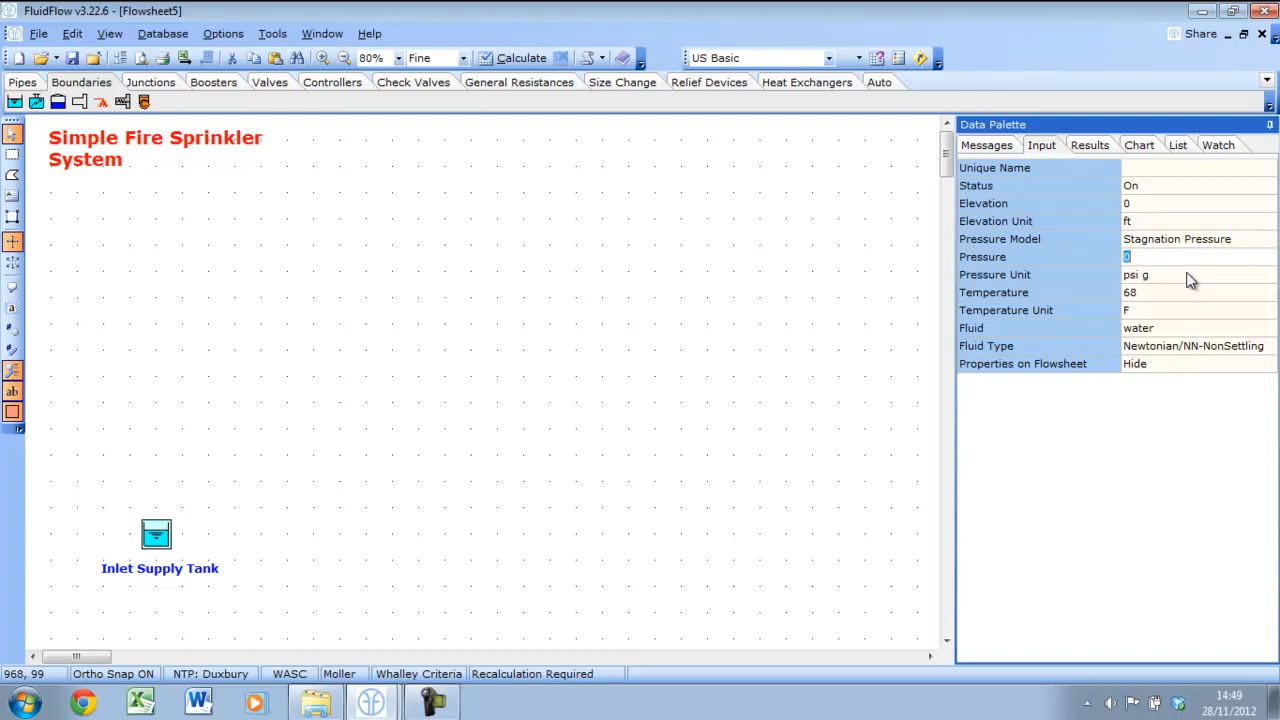 FluidFlow v3.22.6 - [Flowsheet5]
File Edit View Database Options Tools Window Help Share
80% Fine Calculate US Basic
Pipes Boundaries Junctions Boosters Valves Controllers Check Valves General Resistances Size Change Relief Devices Heat Exchangers Auto
Simple Fire Sprinkler
System
Inlet Supply Tank
a
ab
Data Palette
Messages Input Results Chart List Watch
Unique Name
Status On
Elevation 0
Elevation Unit ft
Pressure Model Stagnation Pressure
Pressure 0
Pressure Unit psi g
Temperature 68
Temperature Unit F
Fluid water
Fluid Type Newtonian/NN-NonSettling
Properties on Flowsheet Hide
968, 99 Ortho Snap ON NTP: Duxbury WASC Moller Whalley Criteria Recalculation Required
14:49
28/11/2012